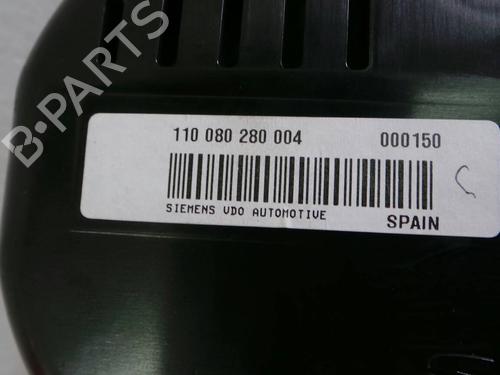 B-PARTS
110 080 280 004 000150
SIEMENS VDO AUTOMOTIVE
SPAIN